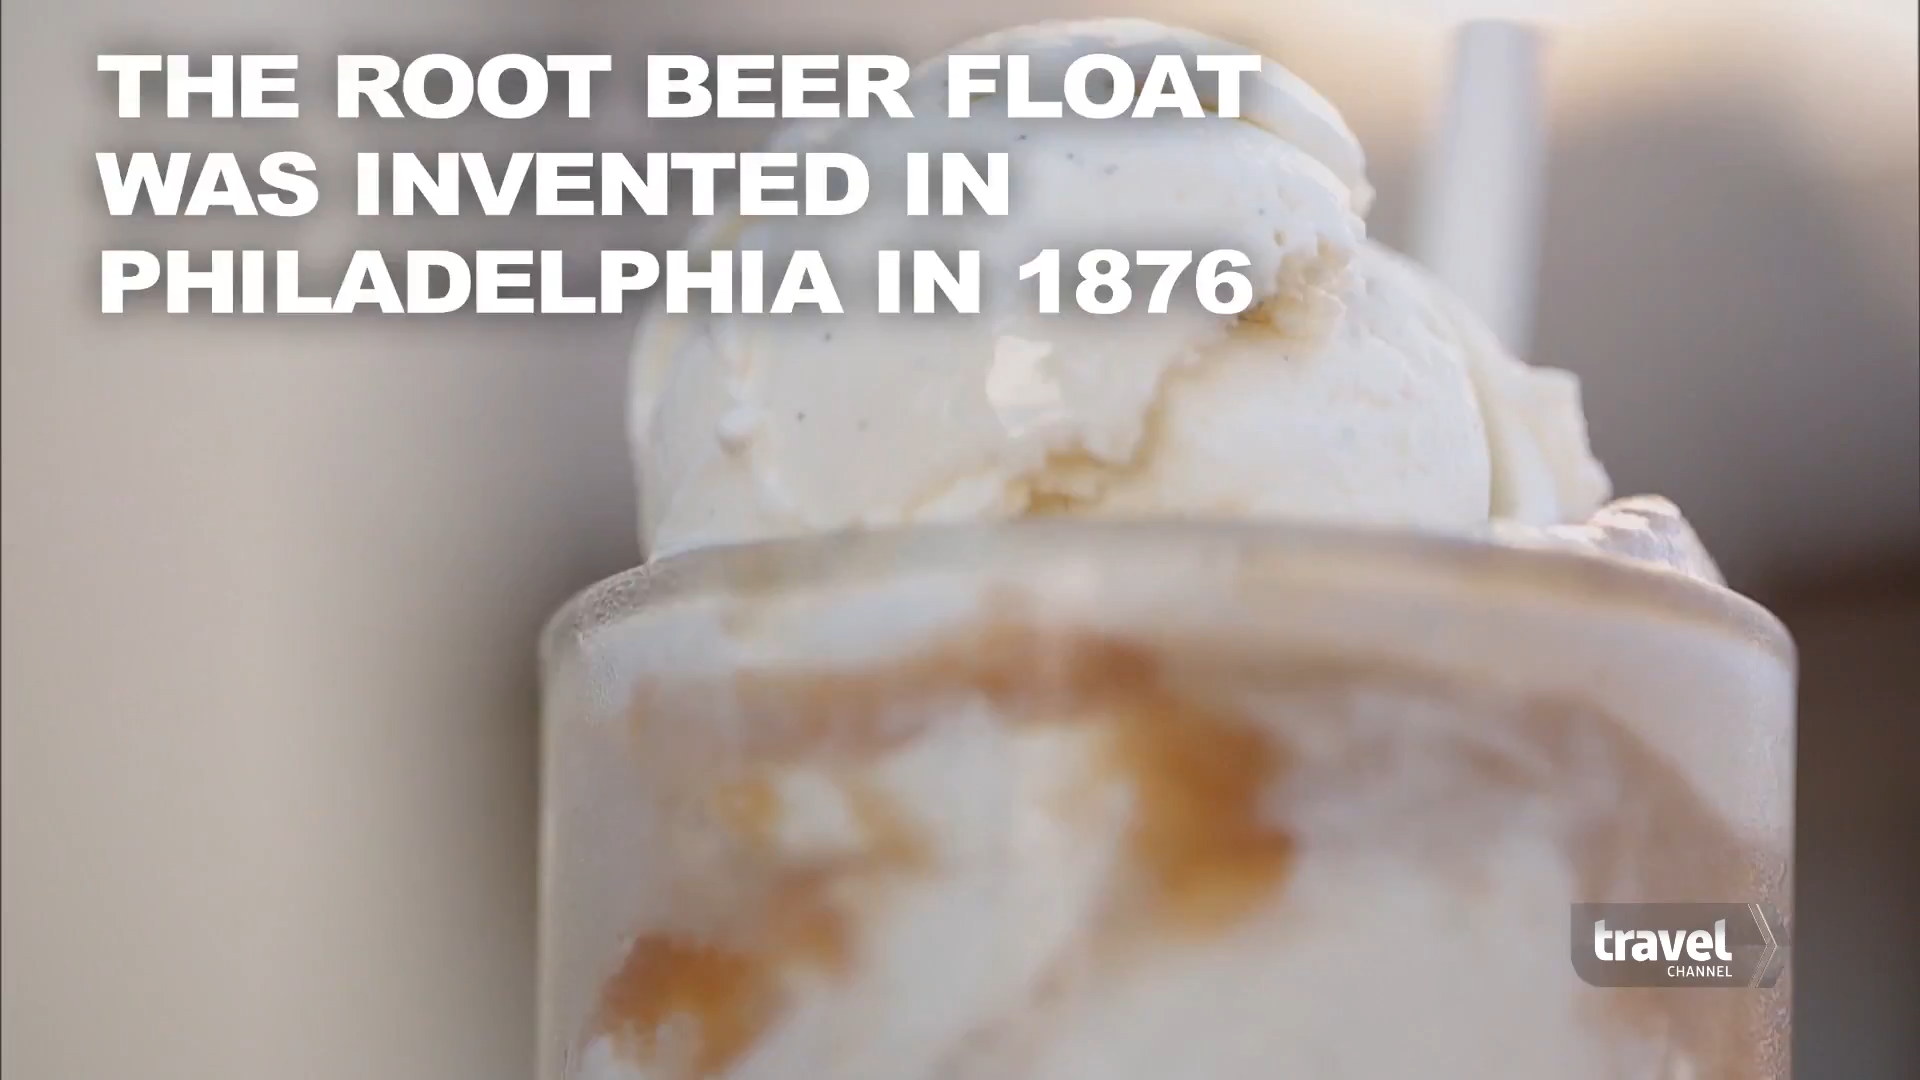 THE ROOT BEER FLOAT
WAS INVENTED IN
PHILADELPHIA IN 1876
travel
CHANNEL